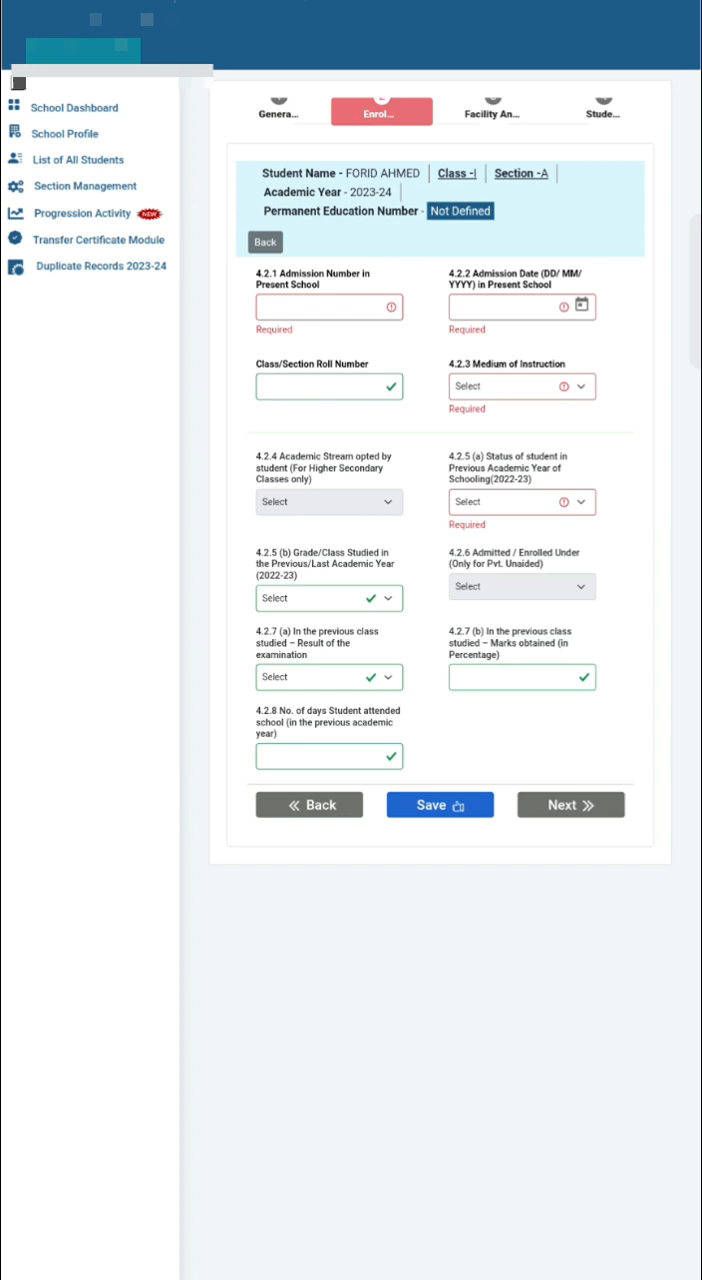 School Dashboard
School Profile
List of All Students
Section Management
Progression Activity NEW
Transfer Certificate Module
Duplicate Records 2023-24
Genera...
Enrol...
Facility An...
Stude...
Student Name - FORID AHMED Class -I Section -A
Academic Year - 2023-24
Permanent Education Number - Not Defined
Back
4.2.1 Admission Number in
Present School
Required
4.2.2 Admission Date (DD/ MM/
YYYY) in Present School
Required
Class/Section Roll Number
4.2.3 Medium of Instruction
Select
Required
4.2.4 Academic Stream opted by
student (For Higher Secondary
Classes only)
Select
4.2.5 (a) Status of student in
Previous Academic Year of
Schooling(2022-23)
Select
Required
4.2.5 (b) Grade/Class Studied in
the Previous/Last Academic Year
(2022-23)
Select
4.2.6 Admitted / Enrolled Under
(Only for Pvt. Unaided)
Select
4.2.7 (a) In the previous class
studied – Result of the
examination
Select
4.2.7 (b) In the previous class
studied – Marks obtained (in
Percentage)
4.2.8 No. of days Student attended
school (in the previous academic
year)
Back
Save
Next